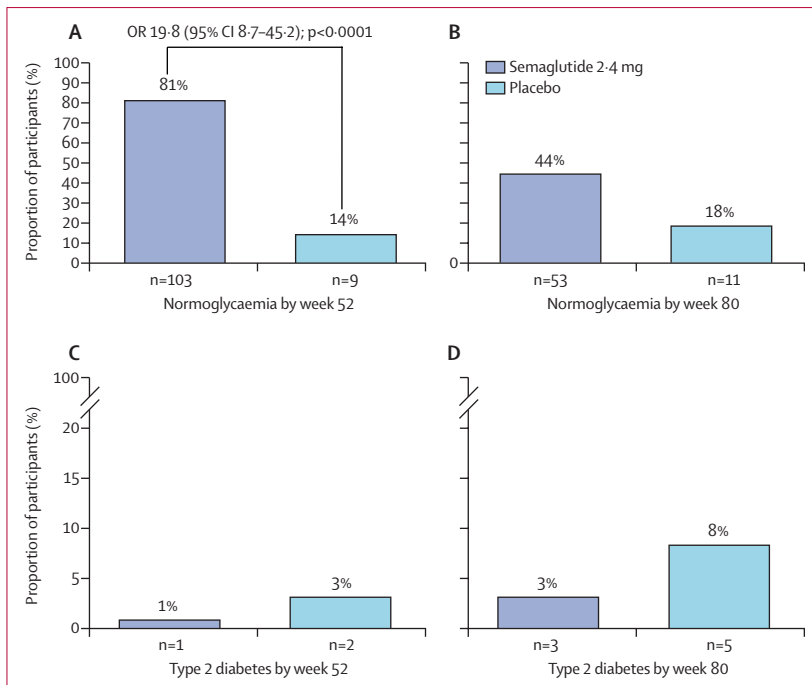 A
OR 19·8 (95% CI 8·7–45·2); p<0·0001
Proportion of participants (%)
100
90
80
70
60
50
40
30
20
10
0
81%
14%
n=103
n=9
Normoglycaemia by week 52
B
Semaglutide 2·4 mg
Placebo
0
44%
18%
n=53
n=11
Normoglycaemia by week 80
C
Proportion of participants (%)
100
20
15
10
5
0
1%
3%
n=1
n=2
Type 2 diabetes by week 52
D
3%
8%
n=3
n=5
Type 2 diabetes by week 80